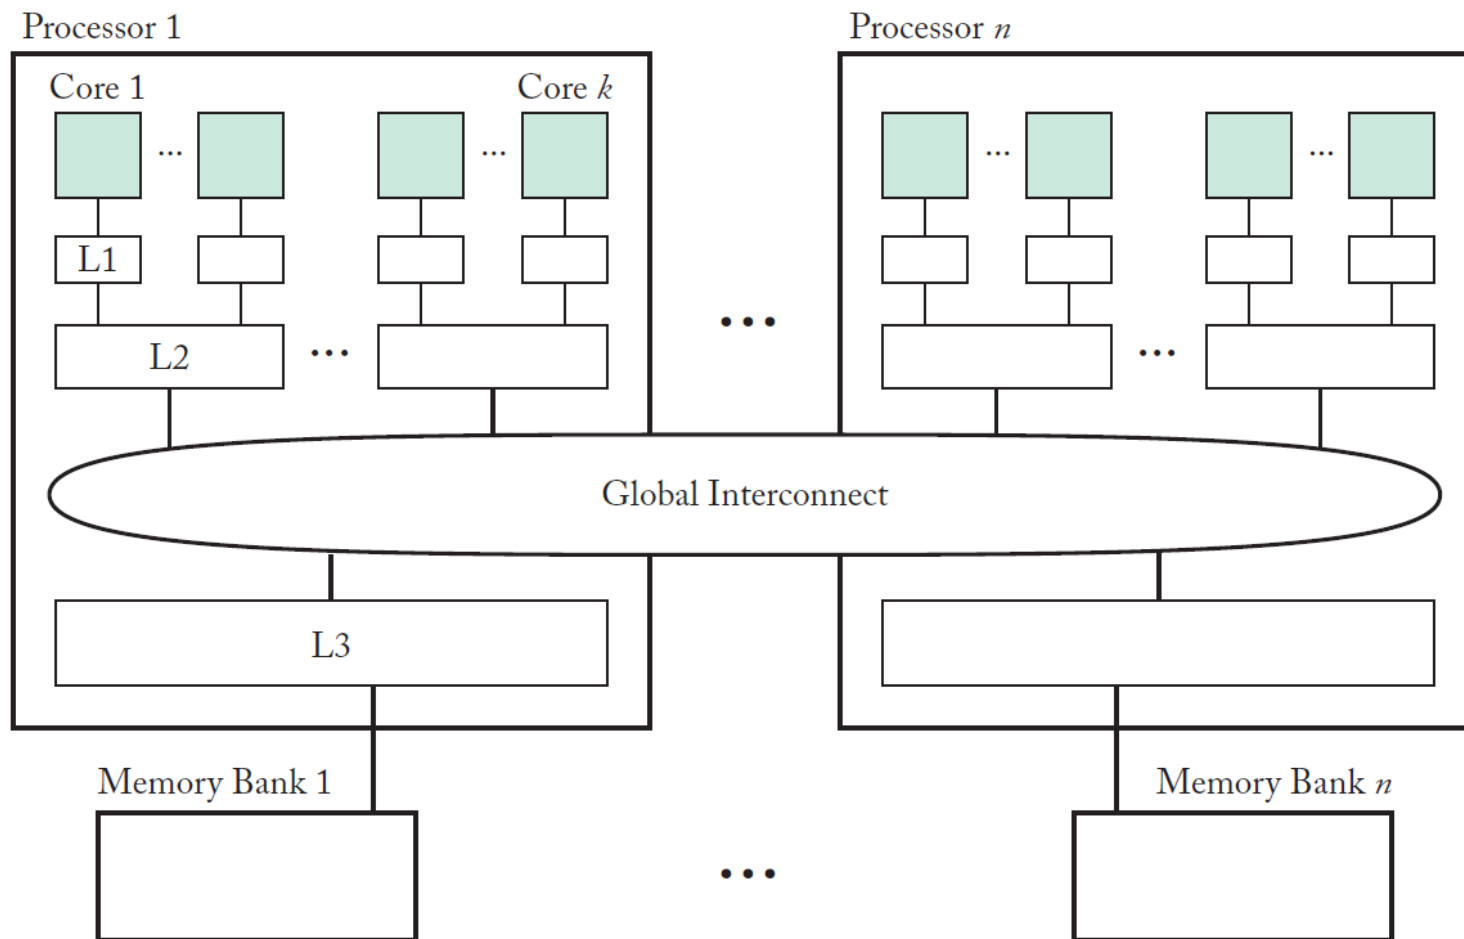 Processor 1
Processor n
Core 1
Core k
...
...
...
...
L1
...
L2
...
...
Global Interconnect
L3
Memory Bank 1
Memory Bank n
...